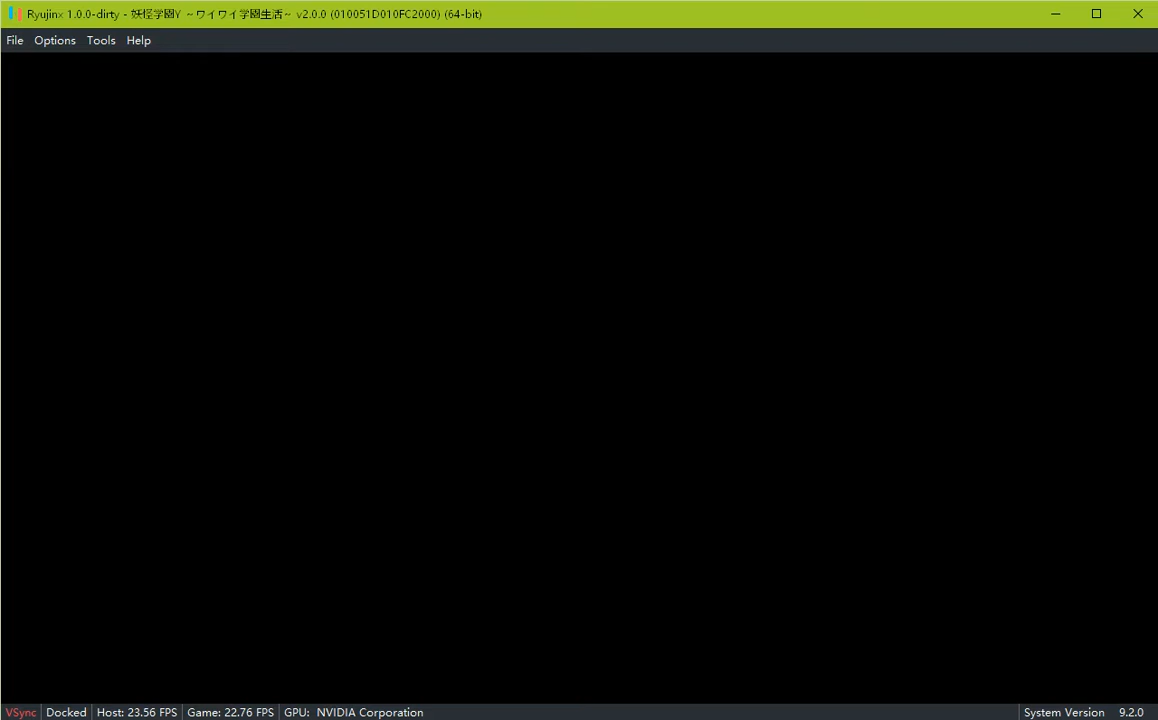 Ryujinx 1.0.0-dirty - 妖怪学園Y ～ワイワイ学園生活～ v2.0.0 (010051D010FC2000) (64-bit)
File Options Tools Help
VSync Docked Host: 23.56 FPS Game: 22.76 FPS GPU: NVIDIA Corporation System Version 9.2.0